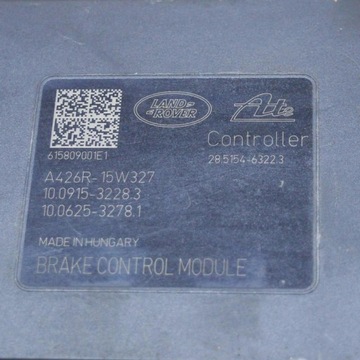 LAND
ROVER
Ate
Controller
615809001E1
28.5154-6322.3
A426R-15W327
10.0915-3228.3
10.0625-3278.1
MADE IN HUNGARY
BRAKE CONTROL MODULE